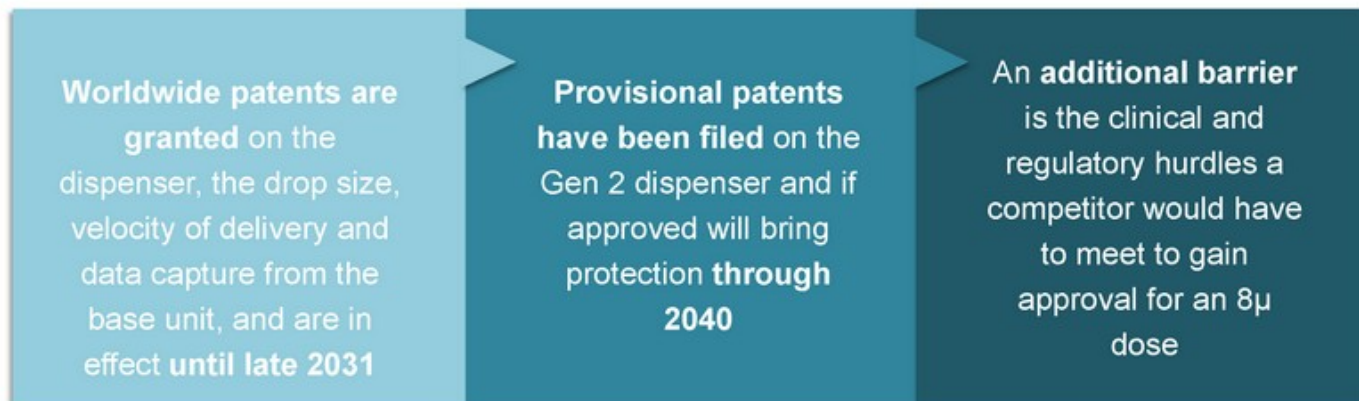 Worldwide patents are
granted on the
dispenser, the drop size,
velocity of delivery and
data capture from the
base unit, and are in
effect until late 2031
Provisional patents
have been filed on the
Gen 2 dispenser and if
approved will bring
protection through
2040
An additional barrier
is the clinical and
regulatory hurdles a
competitor would have
to meet to gain
approval for an 8µ
dose